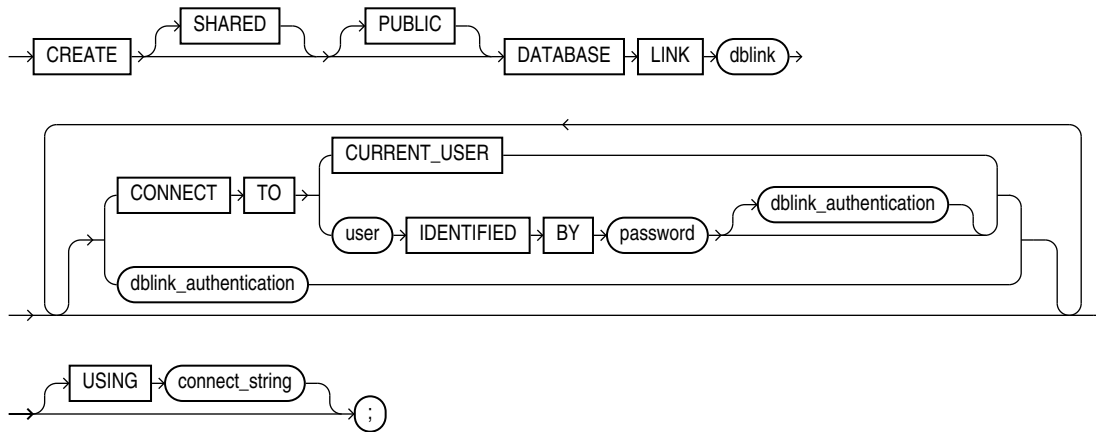 SHARED PUBLIC
CREATE DATABASE LINK dblink
CURRENT_USER
CONNECT TO
user IDENTIFIED BY password dblink_authentication
dblink_authentication
USING connect_string ;